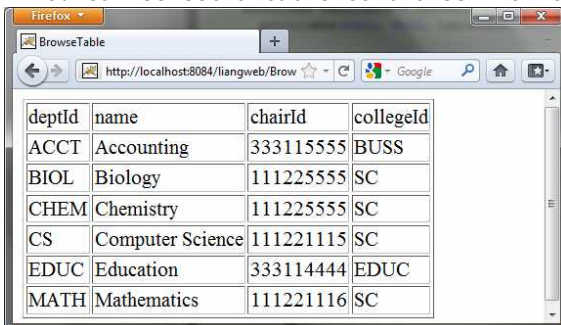 Firefox
BrowseTable
http://localhost:8084/liangweb/Brow
Google
deptId name chairId collegeId
ACCT Accounting 333115555 BUSS
BIOL Biology 111225555 SC
CHEM Chemistry 111225555 SC
CS Computer Science 111221115 SC
EDUC Education 333114444 EDUC
MATH Mathematics 111221116 SC